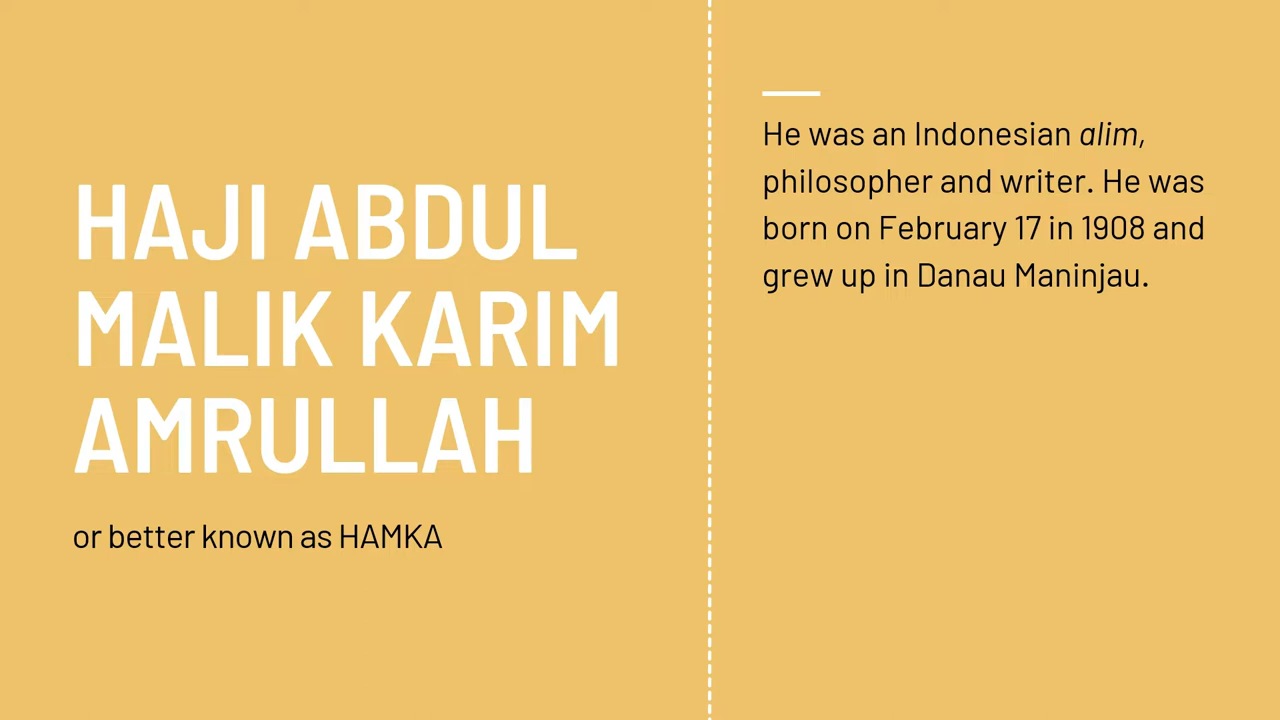 HAJI ABDUL
MALIK KARIM
AMRULLAH
or better known as HAMKA
He was an Indonesian alim,
philosopher and writer. He was
born on February 17 in 1908 and
grew up in Danau Maninjau.